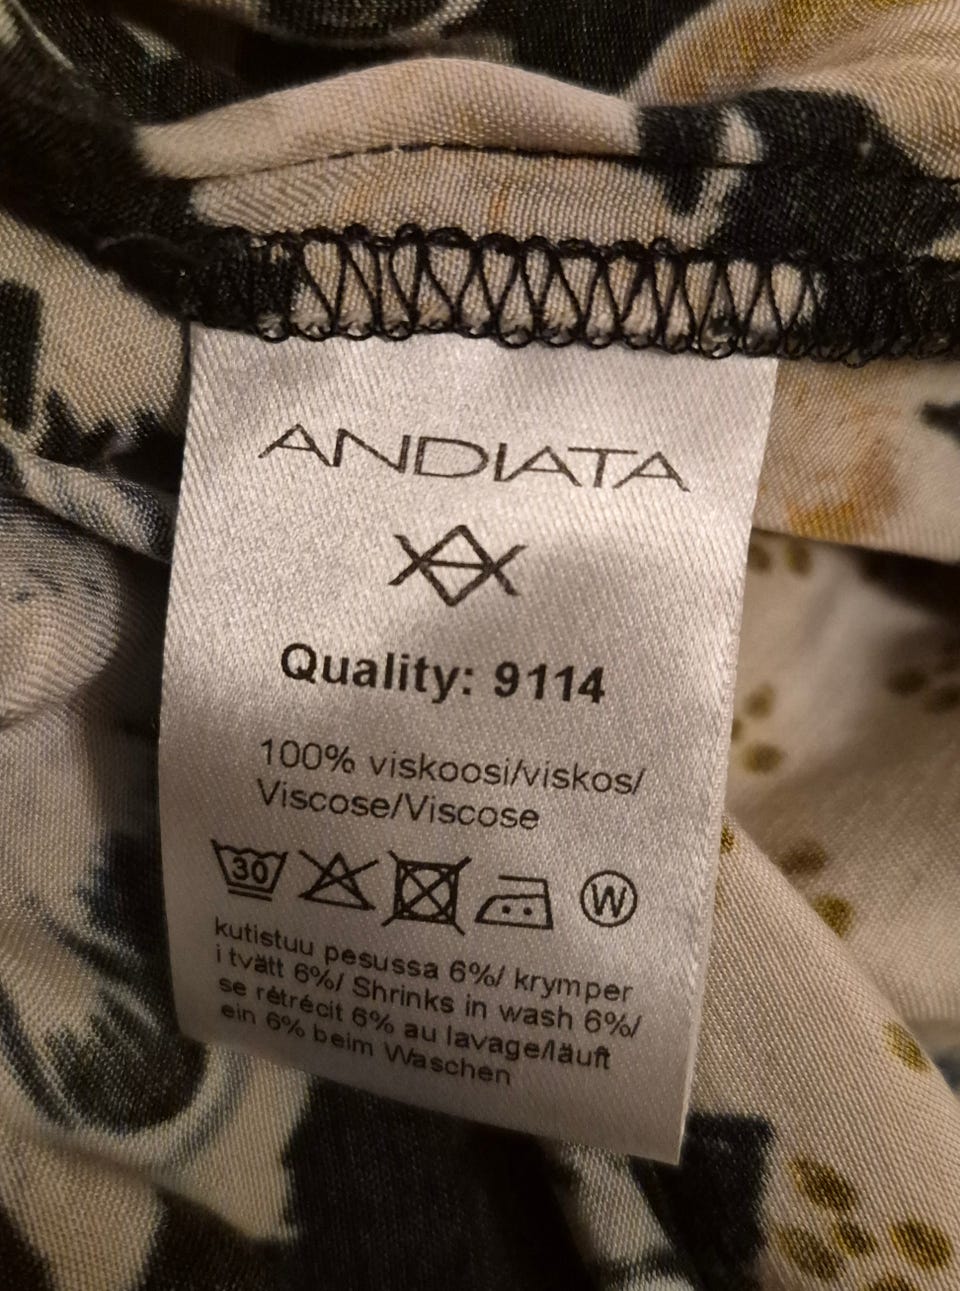 ANDIATA
Quality: 9114
100% viskoosi/viskos/
Viscose/Viscose
30 W
kutistuu pesussa 6%/ krymper
i tvätt 6%/ Shrinks in wash 6%/
se rétrécit 6% au lavage/läuft
ein 6% beim Waschen